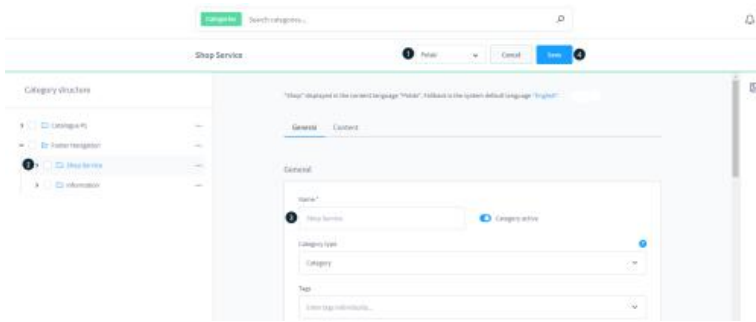 Categories Search categories...
Shop Service 1 Polski Cancel Save 4
Category structure
"Shop" displayed in the content language "Polski". Fallback is the system default language "English".
Catalogue #1
Footer Navigation
2 Shop Service
Information
General Content
General
Name *
3 Shop Service Category active
Category type
Category
Tags
Enter tags individually...